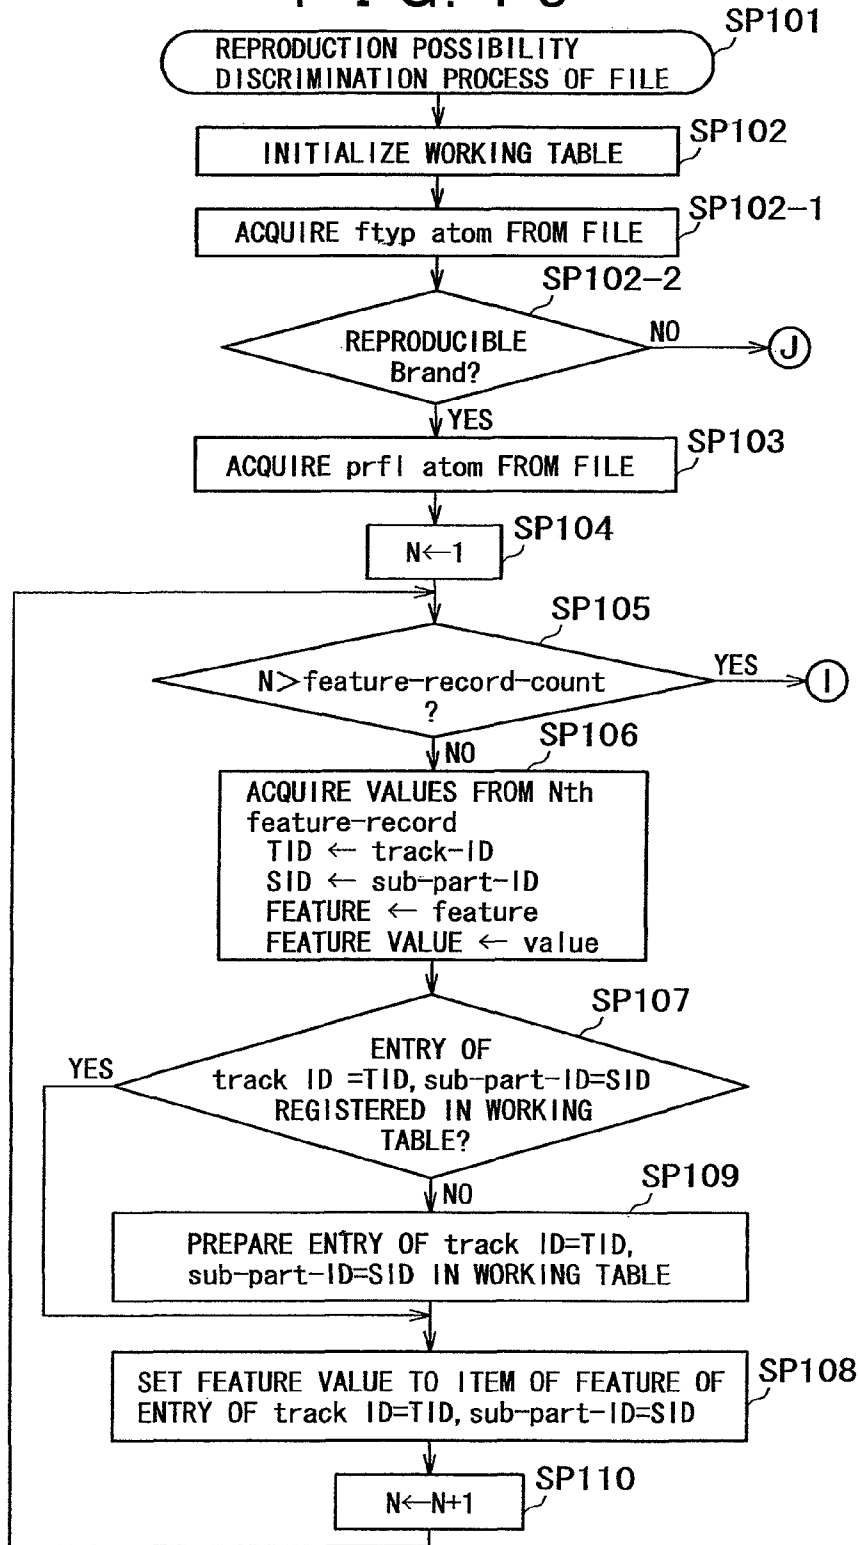 SP101
REPRODUCTION POSSIBILITY
DISCRIMINATION PROCESS OF FILE
SP102
INITIALIZE WORKING TABLE
SP102-1
ACQUIRE ftyp atom FROM FILE
SP102-2
REPRODUCIBLE
Brand?
NO
J
YES
SP103
ACQUIRE prfl atom FROM FILE
SP104
N←1
SP105
N>feature-record-count
?
YES
I
NO
SP106
ACQUIRE VALUES FROM Nth
feature-record
TID ← track-ID
SID ← sub-part-ID
FEATURE ← feature
FEATURE VALUE ← value
SP107
ENTRY OF
track ID =TID, sub-part-ID=SID
REGISTERED IN WORKING
TABLE?
YES
NO
SP109
PREPARE ENTRY OF track ID=TID,
sub-part-ID=SID IN WORKING TABLE
SP108
SET FEATURE VALUE TO ITEM OF FEATURE OF
ENTRY OF track ID=TID, sub-part-ID=SID
SP110
N←N+1